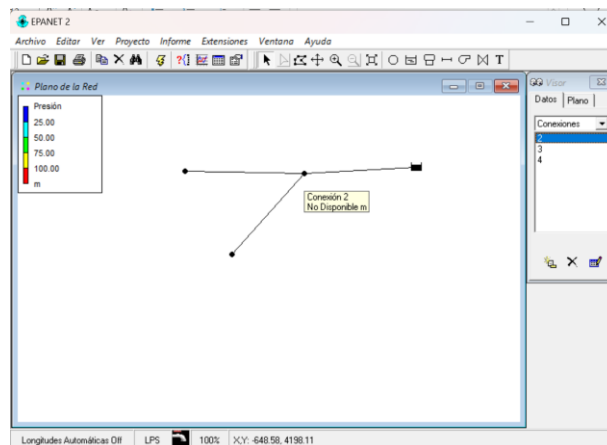 EPANET 2
Archivo Editar Ver Proyecto Informe Extensiones Ventana Ayuda
T
Plano de la Red
Presión
25.00
50.00
75.00
100.00
m
Conexión 2
No Disponible m
Visor
Datos Plano
Conexiones
2
3
4
Longitudes Automáticas Off LPS 100% X,Y: -648.58, 4198.11